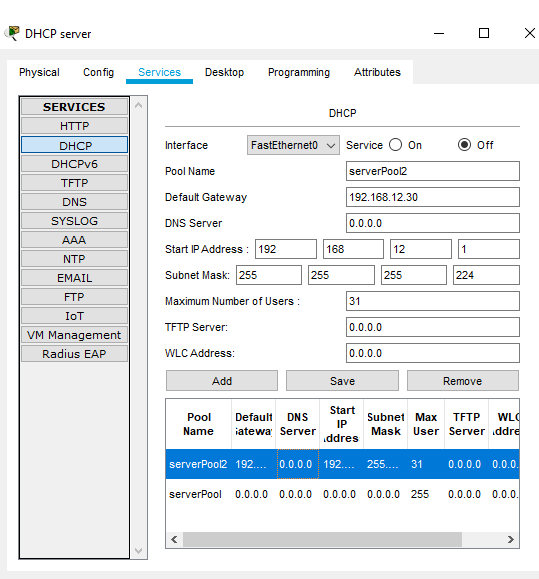 DHCP server
Physical Config Services Desktop Programming Attributes
SERVICES
HTTP
DHCP
DHCPv6
TFTP
DNS
SYSLOG
AAA
NTP
EMAIL
FTP
IoT
VM Management
Radius EAP
DHCP
Interface FastEthernet0 Service On Off
Pool Name serverPool2
Default Gateway 192.168.12.30
DNS Server 0.0.0.0
Start IP Address : 192 168 12 1
Subnet Mask: 255 255 255 224
Maximum Number of Users : 31
TFTP Server: 0.0.0.0
WLC Address: 0.0.0.0
Add Save Remove
Pool Name Default Gateway DNS Server Start IP Addres Subnet Mask Max User TFTP Server WLC Addre
serverPool2 192.... 0.0.0.0 192.... 255.... 31 0.0.0.0 0.0.0.
serverPool 0.0.0.0 0.0.0.0 0.0.0.0 0.0.0.0 255 0.0.0.0 0.0.0.